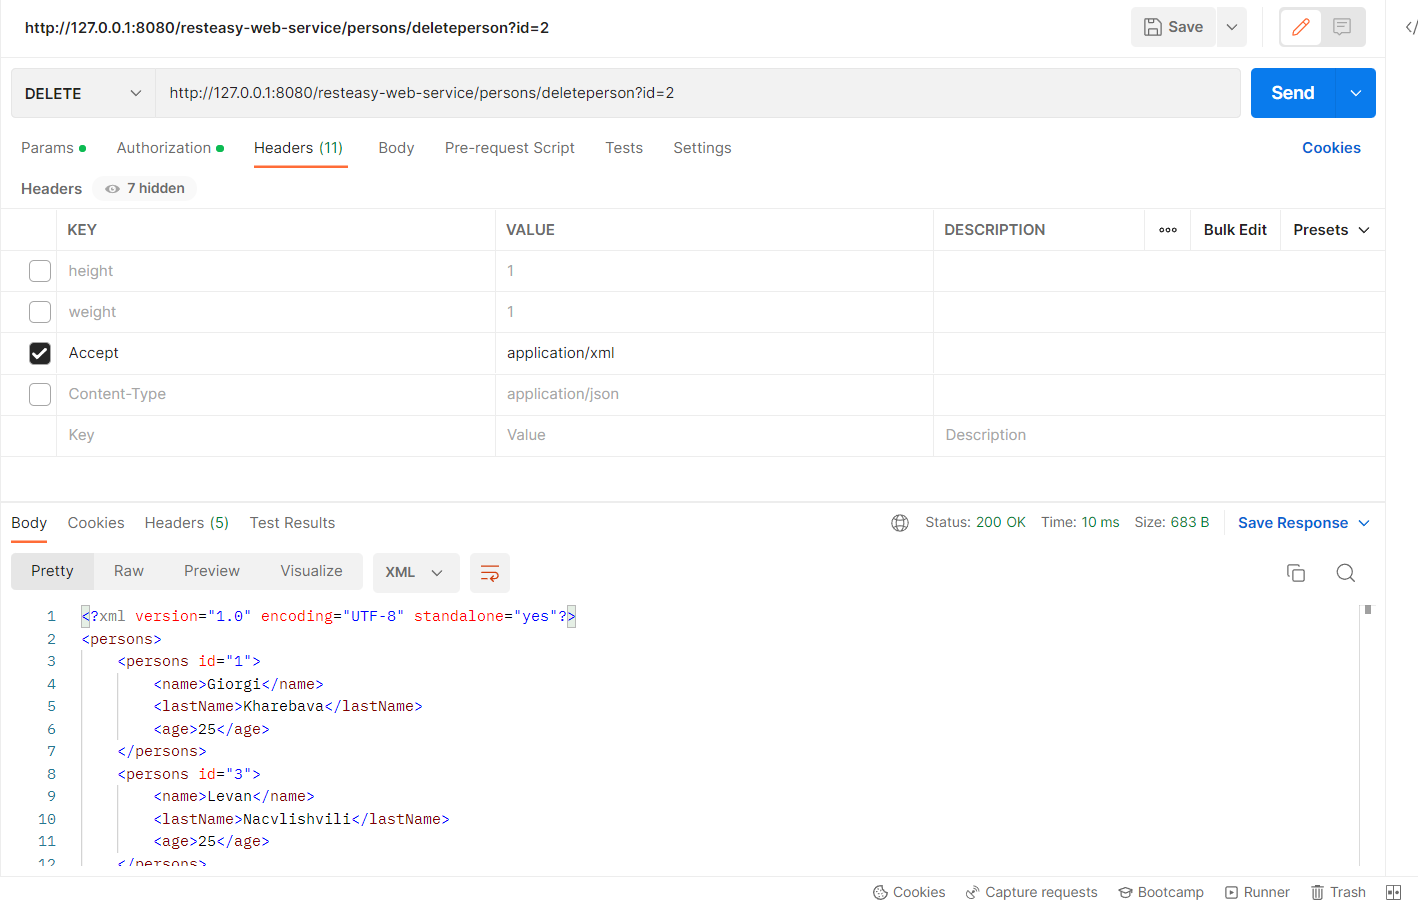 http://127.0.0.1:8080/resteasy-web-service/persons/deleteperson?id=2
Save
DELETE
http://127.0.0.1:8080/resteasy-web-service/persons/deleteperson?id=2
Send
Params Authorization Headers (11) Body Pre-request Script Tests Settings Cookies
Headers 7 hidden
KEY VALUE DESCRIPTION ooo Bulk Edit Presets
height 1
weight 1
Accept application/xml
Content-Type application/json
Key Value Description
Body Cookies Headers (5) Test Results Status: 200 OK Time: 10 ms Size: 683 B Save Response
Pretty Raw Preview Visualize XML
1 <?xml version="1.0" encoding="UTF-8" standalone="yes"?>
2 <persons>
3 <persons id="1">
4 <name>Giorgi</name>
5 <lastName>Kharebava</lastName>
6 <age>25</age>
7 </persons>
8 <persons id="3">
9 <name>Levan</name>
10 <lastName>Nacvlishvili</lastName>
11 <age>25</age>
12 </persons>
Cookies Capture requests Bootcamp Runner Trash